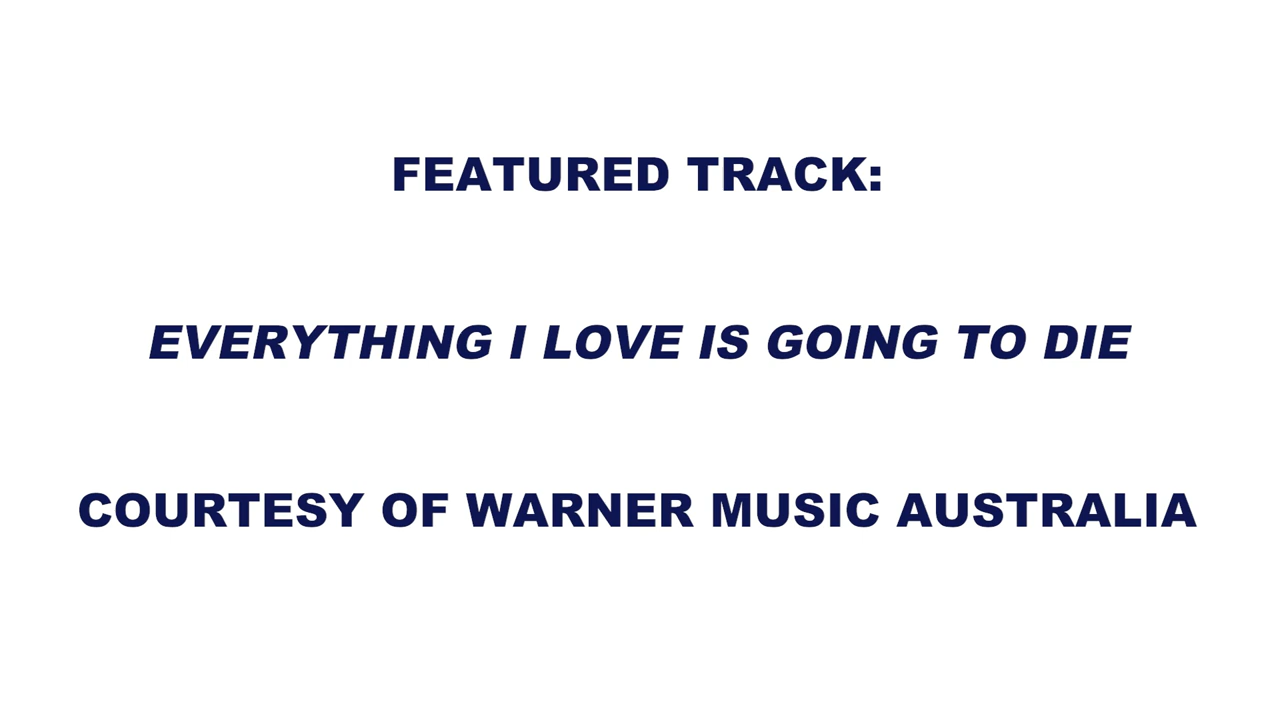 FEATURED TRACK:
EVERYTHING I LOVE IS GOING TO DIE
COURTESY OF WARNER MUSIC AUSTRALIA